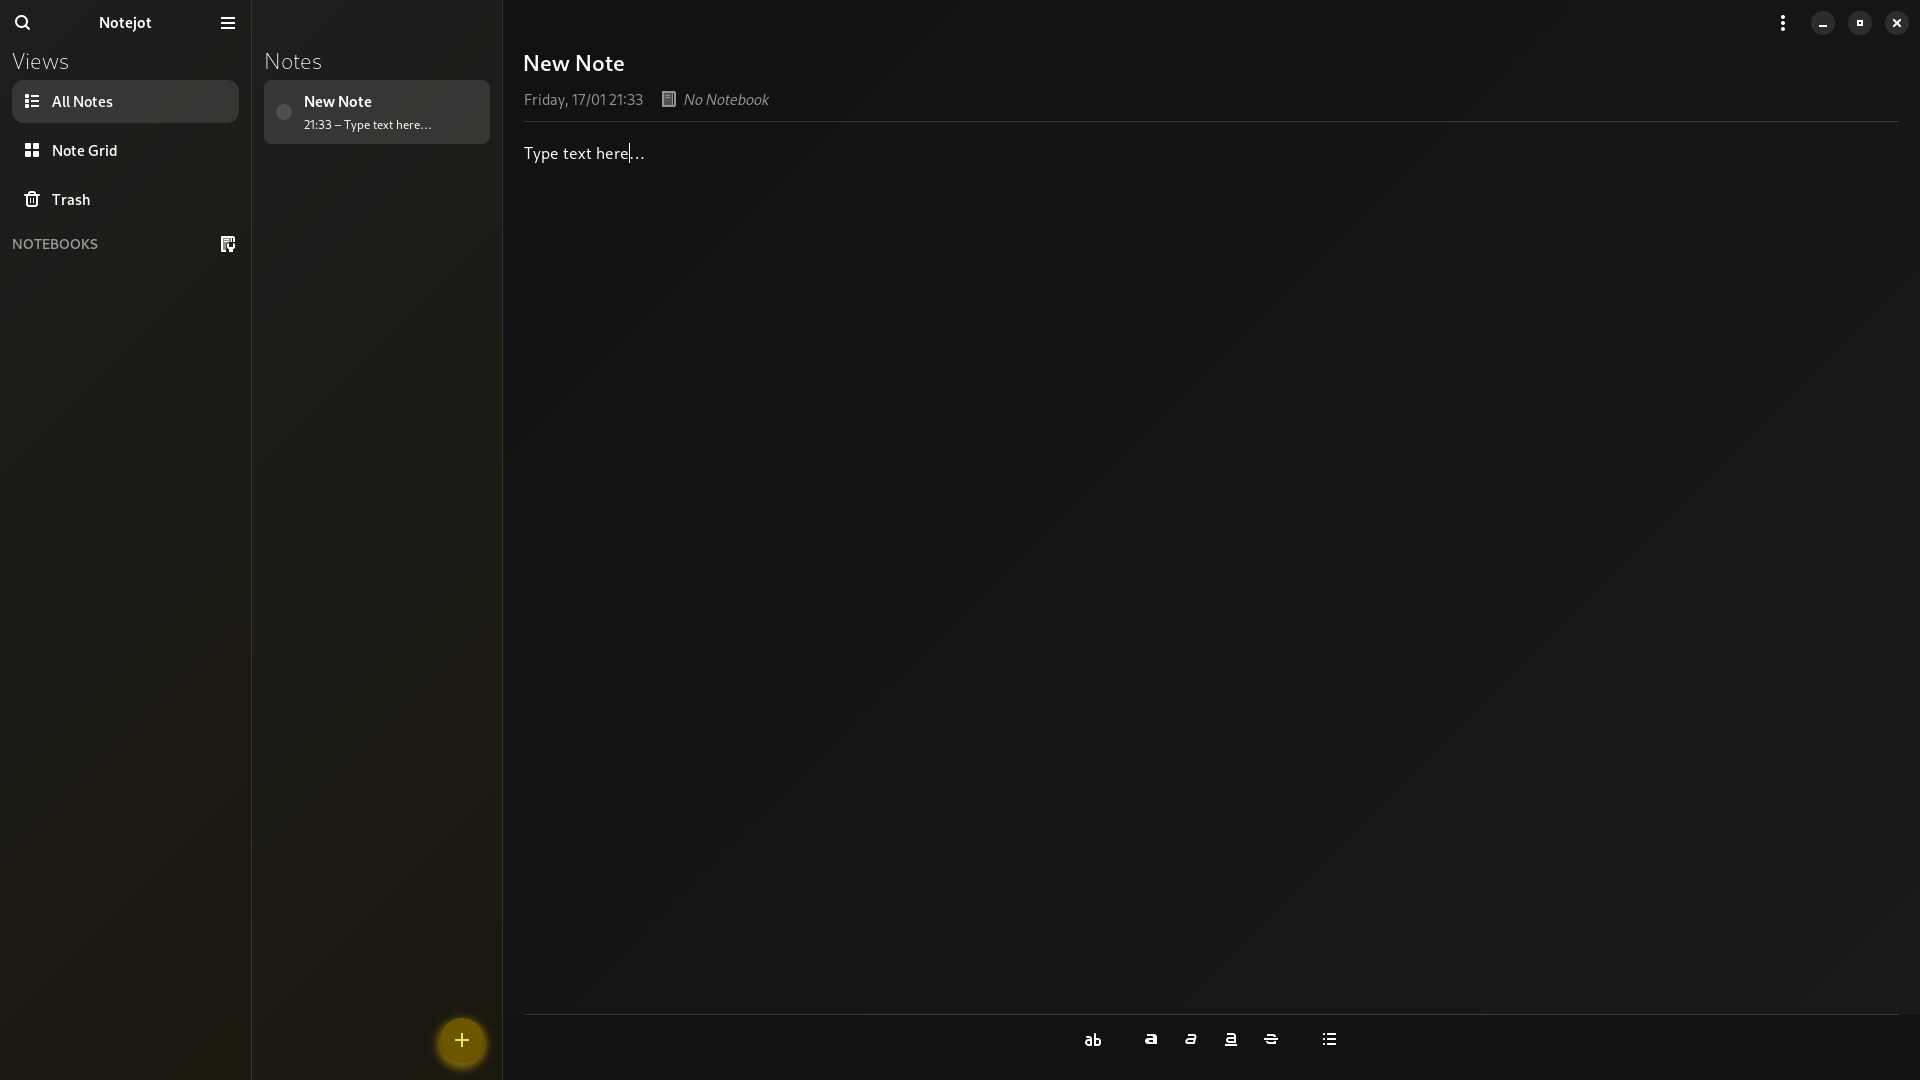 Notejot
Views
All Notes
Note Grid
Trash
NOTEBOOKS
Notes
New Note
21:33 – Type text here…
New Note
Friday, 17/01 21:33 No Notebook
Type text here…
ab a a a S